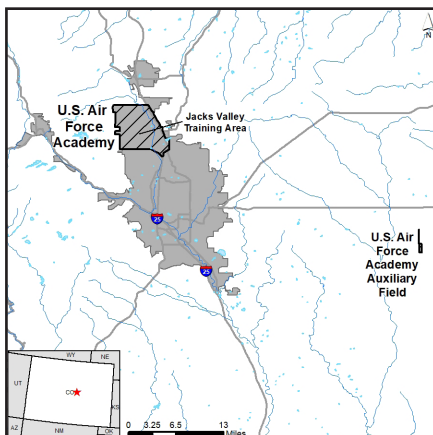 N
U.S. Air
Force
Academy
Jacks Valley
Training Area
25
25
U.S. Air
Force
Academy
Auxiliary
Field
WY
NE
UT
CO
KS
AZ
NM
OK
0 3.25 6.5 13
Miles